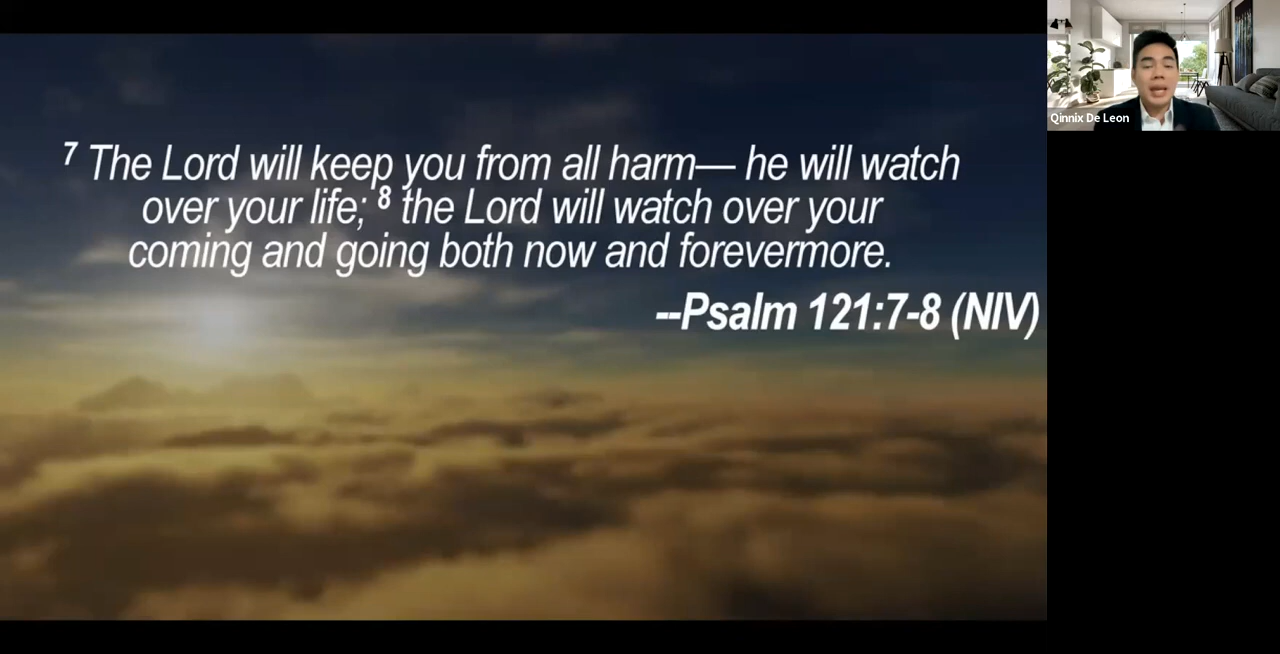 ⁷ The Lord will keep you from all harm— he will watch
over your life; ⁸ the Lord will watch over your
coming and going both now and forevermore.
--Psalm 121:7-8 (NIV)
Qinnix De Leon